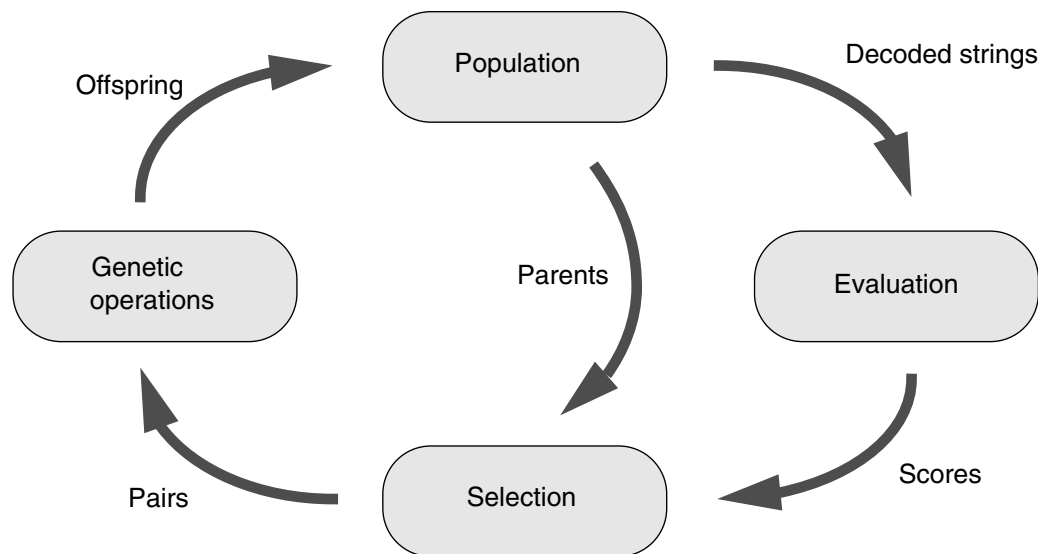 Population
Decoded strings
Offspring
Genetic
operations
Parents
Evaluation
Selection
Scores
Pairs